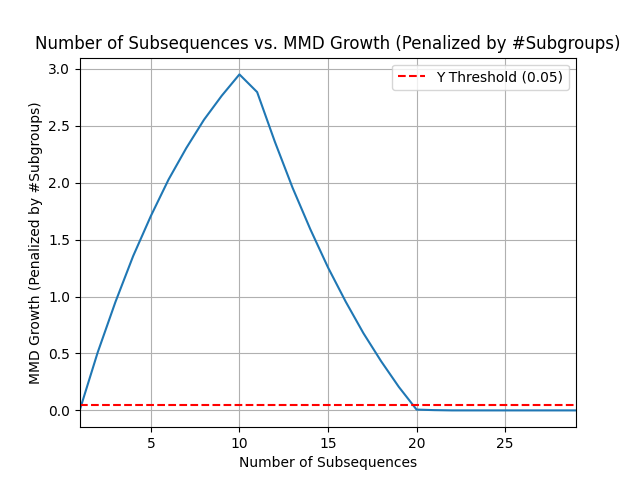 Number of Subsequences vs. MMD Growth (Penalized by #Subgroups)
Y Threshold (0.05)
MMD Growth (Penalized by #Subgroups)
3.0
2.5
2.0
1.5
1.0
0.5
0.0
5 10 15 20 25
Number of Subsequences